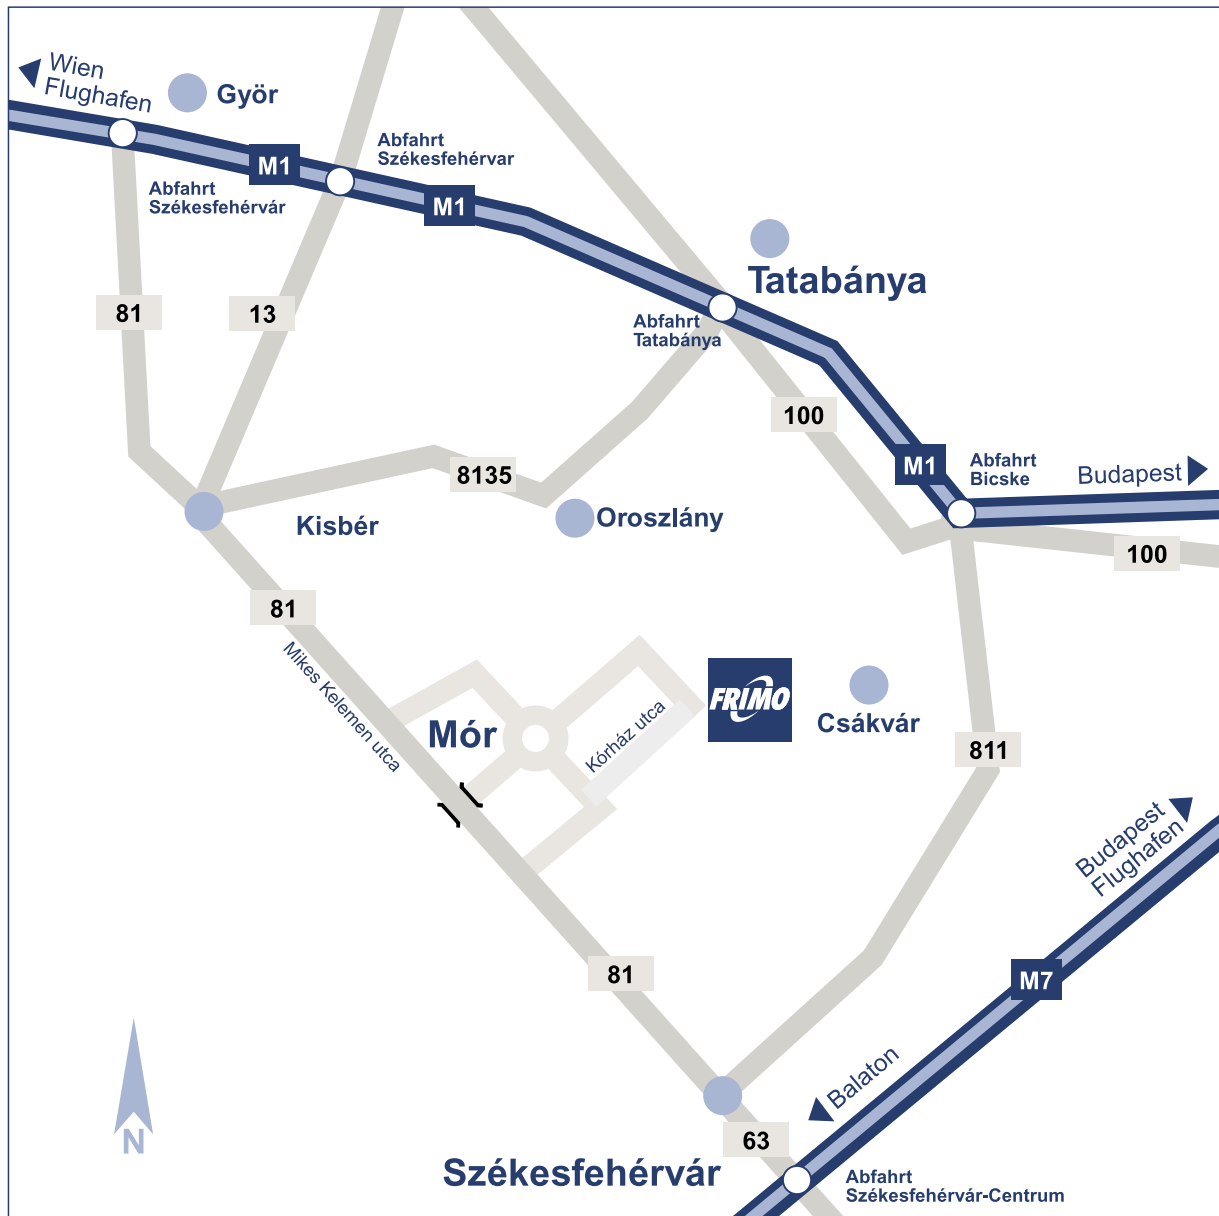 Wien
Flughafen
Györ
Abfahrt
Székesfehérvar
M1
Abfahrt
Székesfehérvár
M1
Tatabánya
81
13
Abfahrt
Tatabánya
100
8135
M1
Abfahrt
Bicske
Budapest
Kisbér
Oroszlány
100
81
Mikes Kelemen utca
Mór
Kórház utca
FRIMO
Csákvár
811
Budapest
Flughafen
81
M7
Balaton
N
63
Székesfehérvár
Abfahrt
Székesfehérvár-Centrum